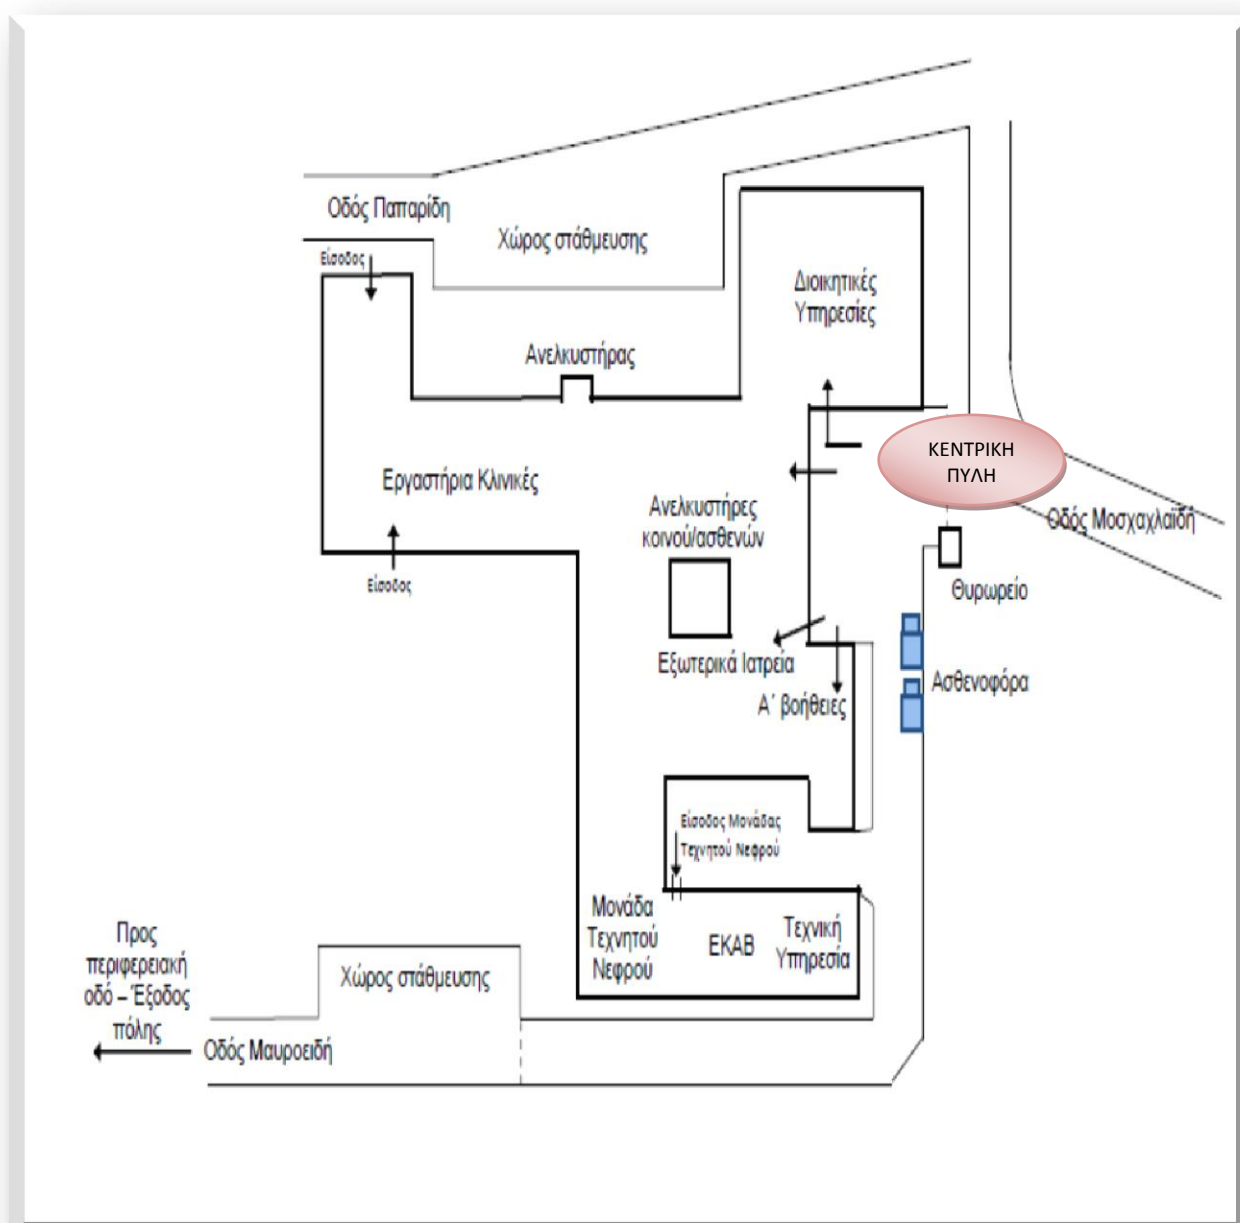 Οδός Παπαρίδη
Χώρος στάθμευσης
Είσοδος
Διοικητικές
Υπηρεσίες
Ανελκυστήρας
ΚΕΝΤΡΙΚΗ
ΠΥΛΗ
Εργαστήρια Κλινικές
Ανελκυστήρες
κοινού/ασθενών
Οδός Μοσχαχλαϊδή
Είσοδος
Θυρωρείο
Εξωτερικά Ιατρεία
Ασθενοφόρα
Α΄ βοήθειες
Είσοδος Μονάδας
Τεχνητού Νεφρού
Μονάδα
Τεχνητού
Νεφρού
ΕΚΑΒ
Τεχνική
Υπηρεσία
Προς
περιφερειακή
οδό – Έξοδος
πόλης
Χώρος στάθμευσης
Οδός Μαυροειδή